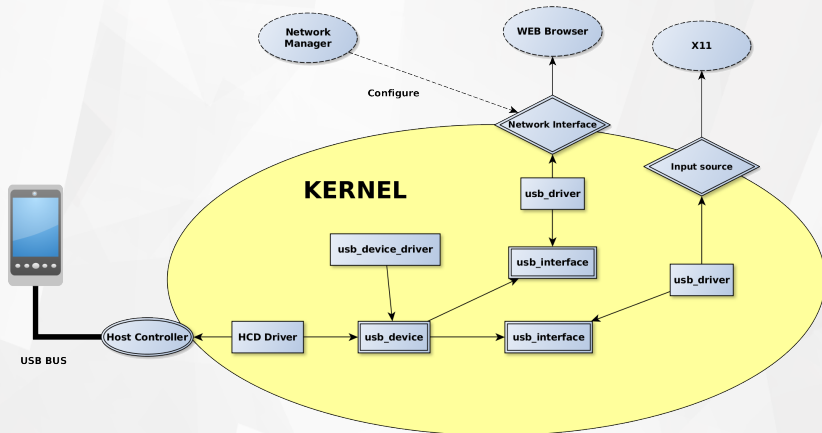 Network
Manager
WEB Browser
X11
Configure
Network Interface
Input source
KERNEL
usb_driver
usb_device_driver
usb_interface
usb_driver
Host Controller
HCD Driver
usb_device
usb_interface
USB BUS